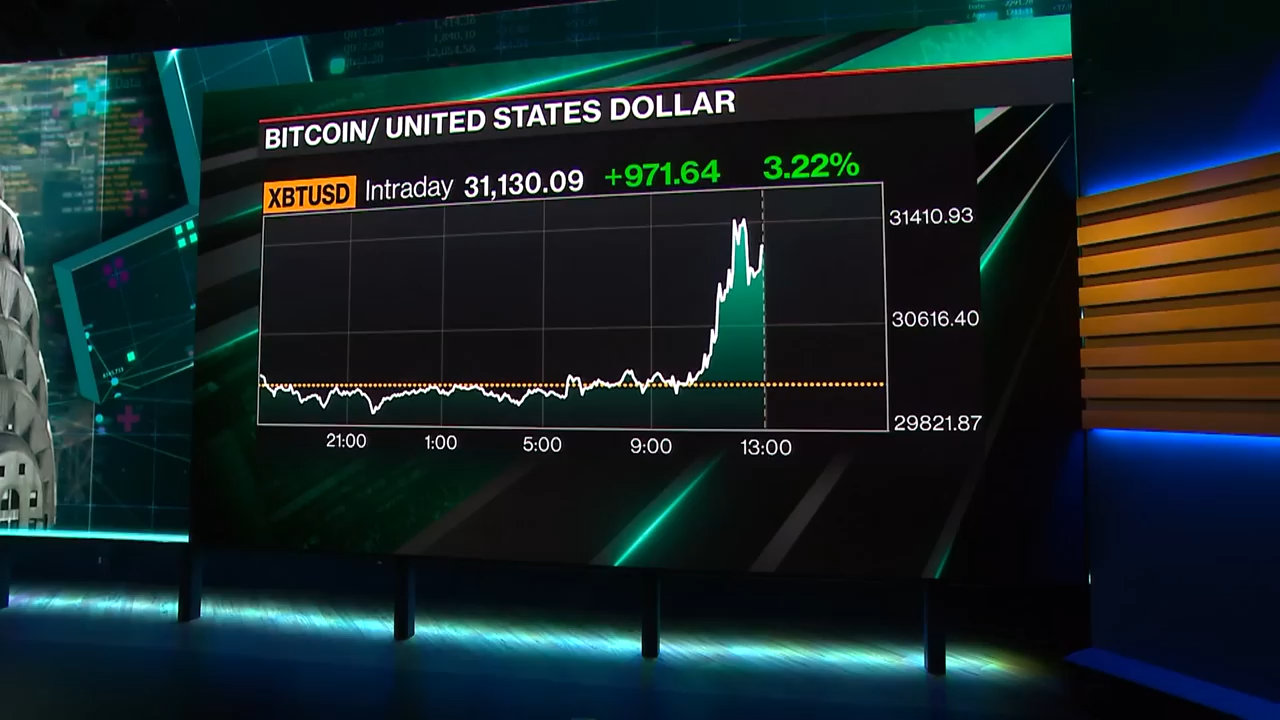 BITCOIN/ UNITED STATES DOLLAR
XBTUSD Intraday 31,130.09 +971.64 3.22%
31410.93
30616.40
29821.87
21:00 1:00 5:00 9:00 13:00